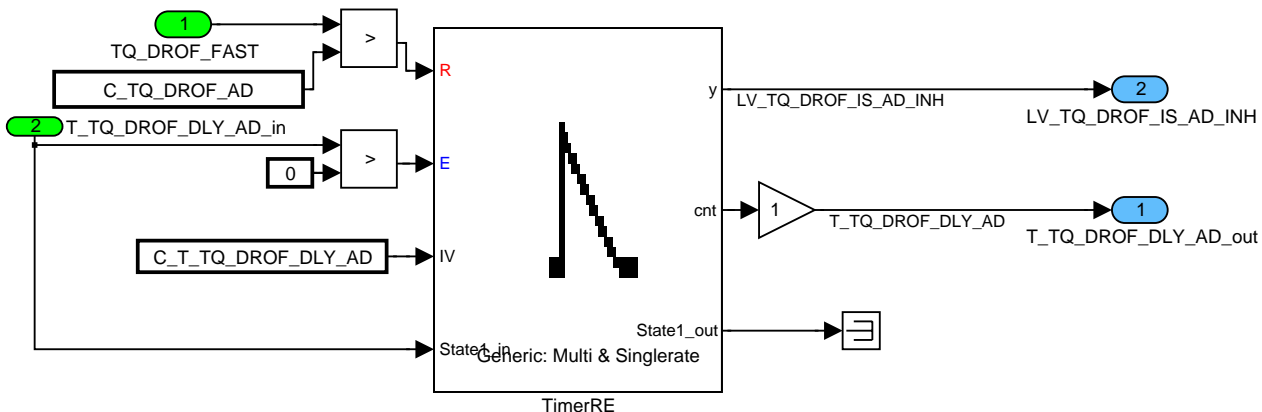 1
TQ_DROF_FAST
>
R
C_TQ_DROF_AD
2
T_TQ_DROF_DLY_AD_in
>
E
0
C_T_TQ_DROF_DLY_AD
IV
State1_in
y
LV_TQ_DROF_IS_AD_INH
2
LV_TQ_DROF_IS_AD_INH
cnt
1
T_TQ_DROF_DLY_AD
1
T_TQ_DROF_DLY_AD_out
State1_out
Generic: Multi & Singlerate
TimerRE